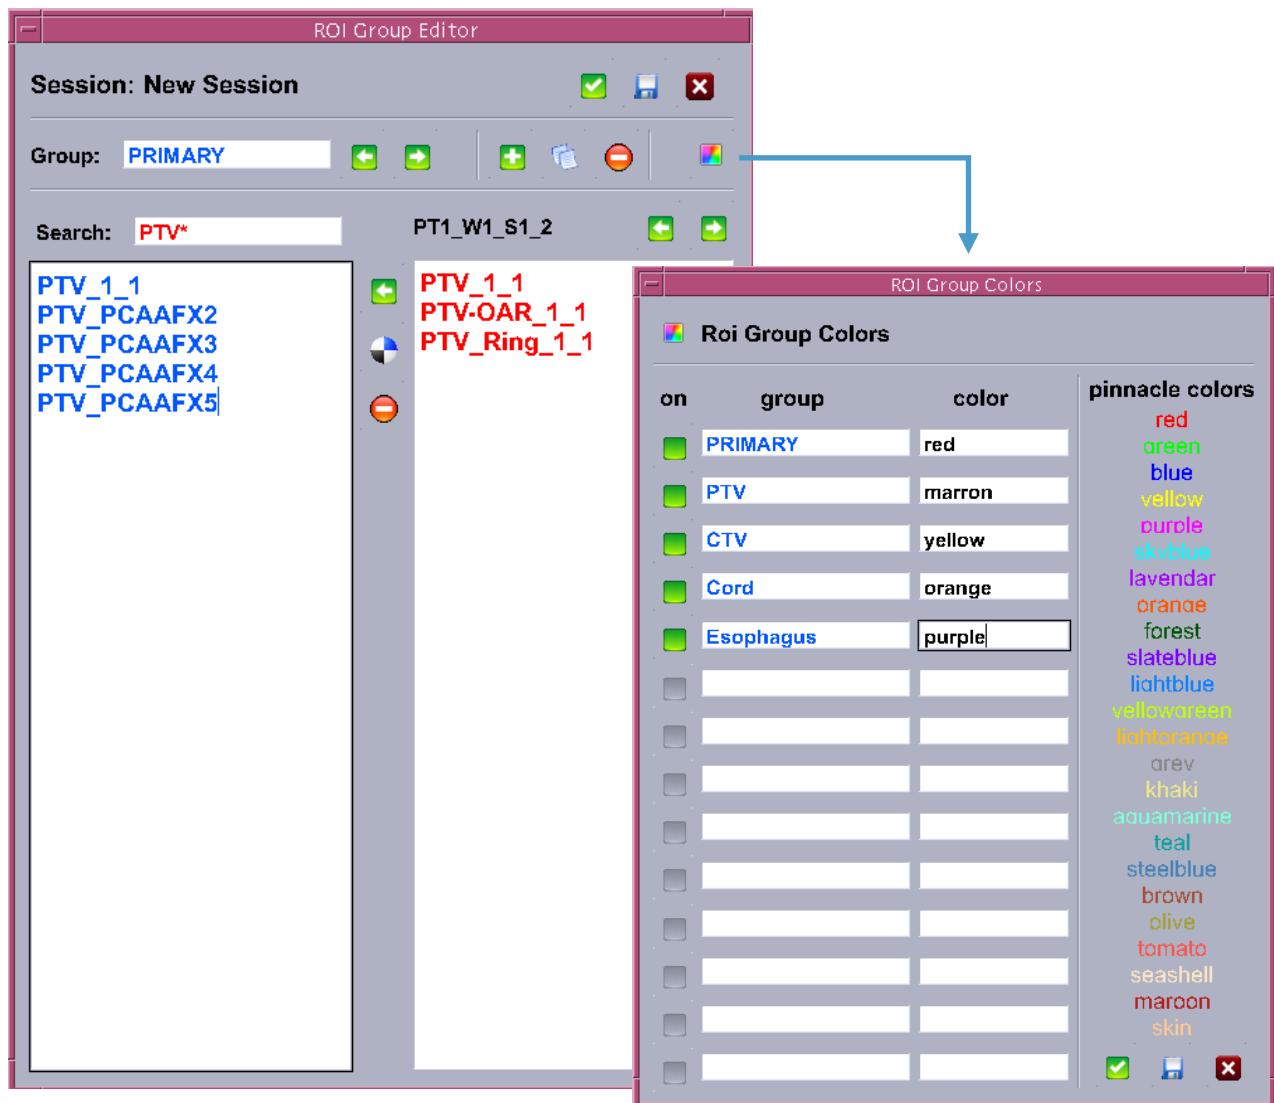 ROI Group Editor
Session: New Session
Group: PRIMARY
Search: PTV*
PT1_W1_S1_2
PTV_1_1
PTV_PCAAFX2
PTV_PCAAFX3
PTV_PCAAFX4
PTV_PCAAFX5
PTV_1_1
PTV-OAR_1_1
PTV_Ring_1_1
ROI Group Colors
Roi Group Colors
on group color
PRIMARY red
PTV marron
CTV yellow
Cord orange
Esophagus purple
pinnacle colors
red
green
blue
yellow
purple
skyblue
lavendar
orange
forest
slateblue
lightblue
yellowgreen
lightorange
grey
khaki
aquamarine
teal
steelblue
brown
olive
tomato
seashell
maroon
skin